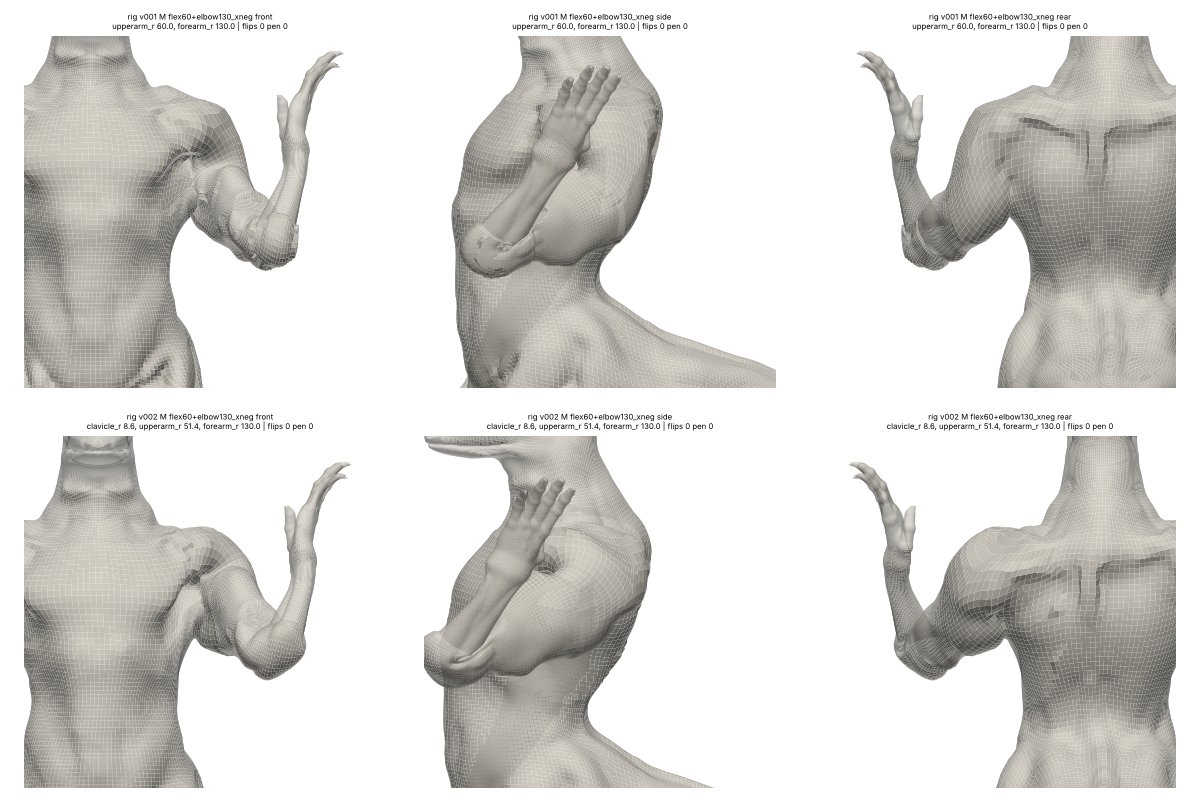 rig v001 M flex60+elbow130_xneg front
upperarm_r 60.0, forearm_r 130.0 | flips 0 pen 0
rig v001 M flex60+elbow130_xneg side
upperarm_r 60.0, forearm_r 130.0 | flips 0 pen 0
rig v001 M flex60+elbow130_xneg rear
upperarm_r 60.0, forearm_r 130.0 | flips 0 pen 0
rig v002 M flex60+elbow130_xneg front
clavicle_r 8.6, upperarm_r 51.4, forearm_r 130.0 | flips 0 pen 0
rig v002 M flex60+elbow130_xneg side
clavicle_r 8.6, upperarm_r 51.4, forearm_r 130.0 | flips 0 pen 0
rig v002 M flex60+elbow130_xneg rear
clavicle_r 8.6, upperarm_r 51.4, forearm_r 130.0 | flips 0 pen 0